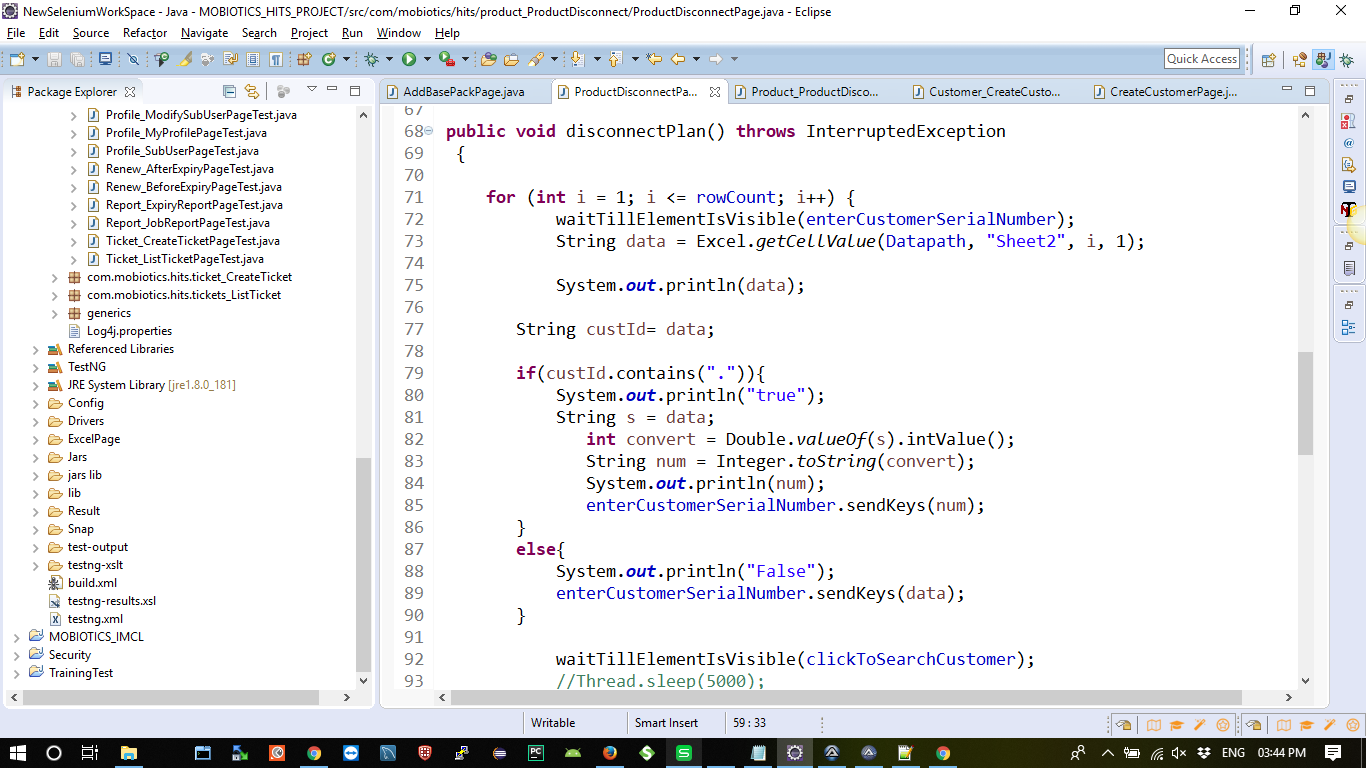 NewSeleniumWorkSpace - Java - MOBIOTICS_HITS_PROJECT/src/com/mobiotics/hits/product_ProductDisconnect/ProductDisconnectPage.java - Eclipse
File Edit Source Refactor Navigate Search Project Run Window Help
Quick Access
Package Explorer
Profile_ModifySubUserPageTest.java
Profile_MyProfilePageTest.java
Profile_SubUserPageTest.java
Renew_AfterExpiryPageTest.java
Renew_BeforeExpiryPageTest.java
Report_ExpiryReportPageTest.java
Report_JobReportPageTest.java
Ticket_CreateTicketPageTest.java
Ticket_ListTicketPageTest.java
com.mobiotics.hits.ticket_CreateTicket
com.mobiotics.hits.tickets_ListTicket
generics
Log4j.properties
Referenced Libraries
TestNG
JRE System Library [jre1.8.0_181]
Config
Drivers
ExcelPage
Jars
jars lib
lib
Result
Snap
test-output
testng-xslt
build.xml
testng-results.xsl
testng.xml
MOBIOTICS_IMCL
Security
TrainingTest
AddBasePackPage.java ProductDisconnectPa... Product_ProductDisco... Customer_CreateCusto... CreateCustomerPage.j...
67
68 public void disconnectPlan() throws InterruptedException
69 {
70
71 for (int i = 1; i <= rowCount; i++) {
72 waitTillElementIsVisible(enterCustomerSerialNumber);
73 String data = Excel.getCellValue(Datapath, "Sheet2", i, 1);
74
75 System.out.println(data);
76
77 String custId= data;
78
79 if(custId.contains(".")){
80 System.out.println("true");
81 String s = data;
82 int convert = Double.valueOf(s).intValue();
83 String num = Integer.toString(convert);
84 System.out.println(num);
85 enterCustomerSerialNumber.sendKeys(num);
86 }
87 else{
88 System.out.println("False");
89 enterCustomerSerialNumber.sendKeys(data);
90 }
91
92 waitTillElementIsVisible(clickToSearchCustomer);
93 //Thread.sleep(5000);
Writable Smart Insert 59 : 33
ENG 03:44 PM